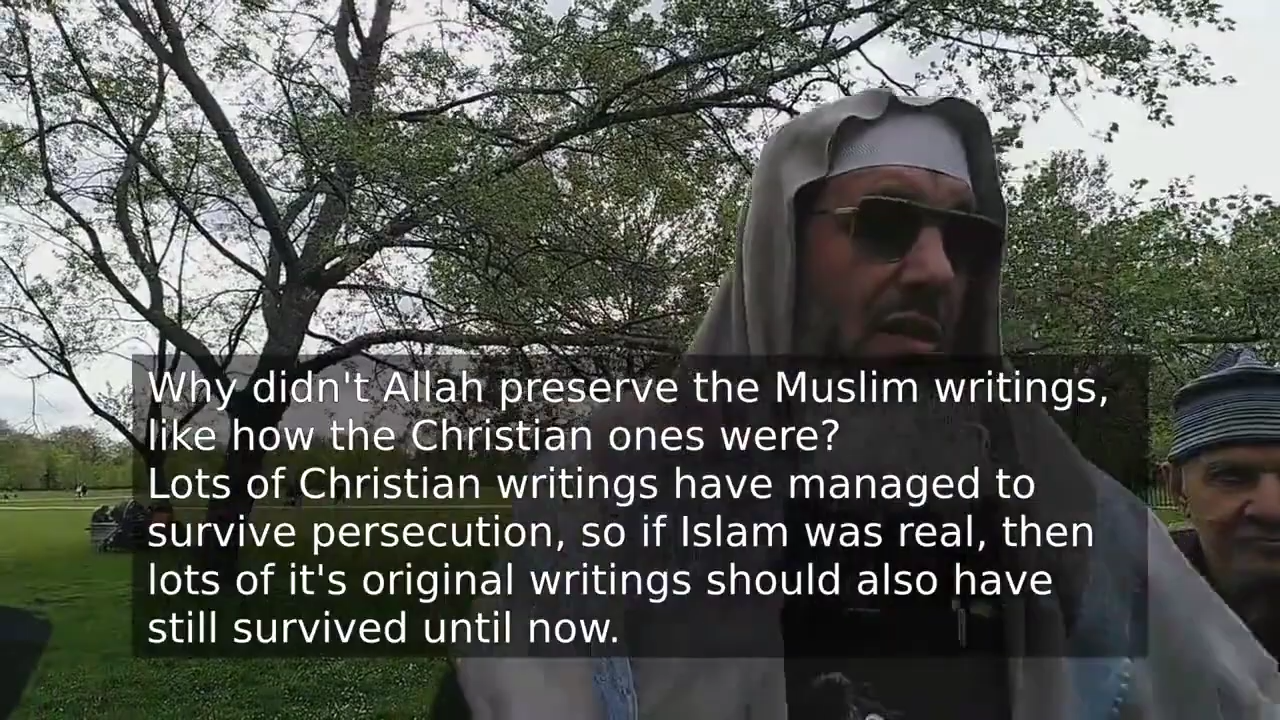 Why didn't Allah preserve the Muslim writings,
like how the Christian ones were?
Lots of Christian writings have managed to
survive persecution, so if Islam was real, then
lots of it's original writings should also have
still survived until now.